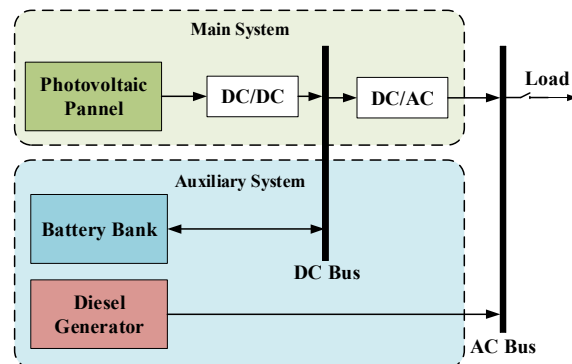 Main System
Photovoltaic
Pannel
DC/DC
DC/AC
Load
Auxiliary System
Battery Bank
DC Bus
Diesel
Generator
AC Bus